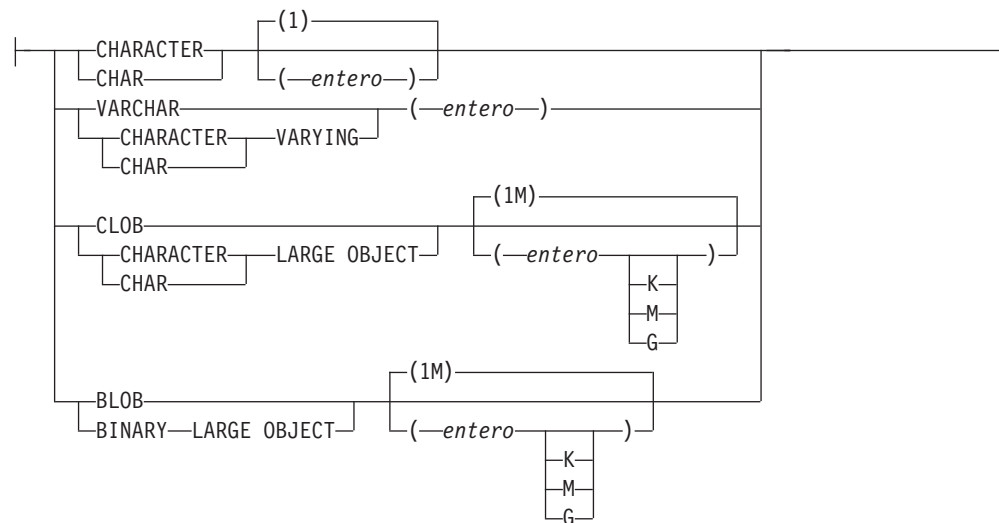 (1)
CHARACTER
CHAR ( entero )
VARCHAR ( entero )
CHARACTER VARYING
CHAR
(1M)
CLOB
CHARACTER LARGE OBJECT ( entero )
CHAR K
M
G
(1M)
BLOB
BINARY LARGE OBJECT ( entero )
K
M
G